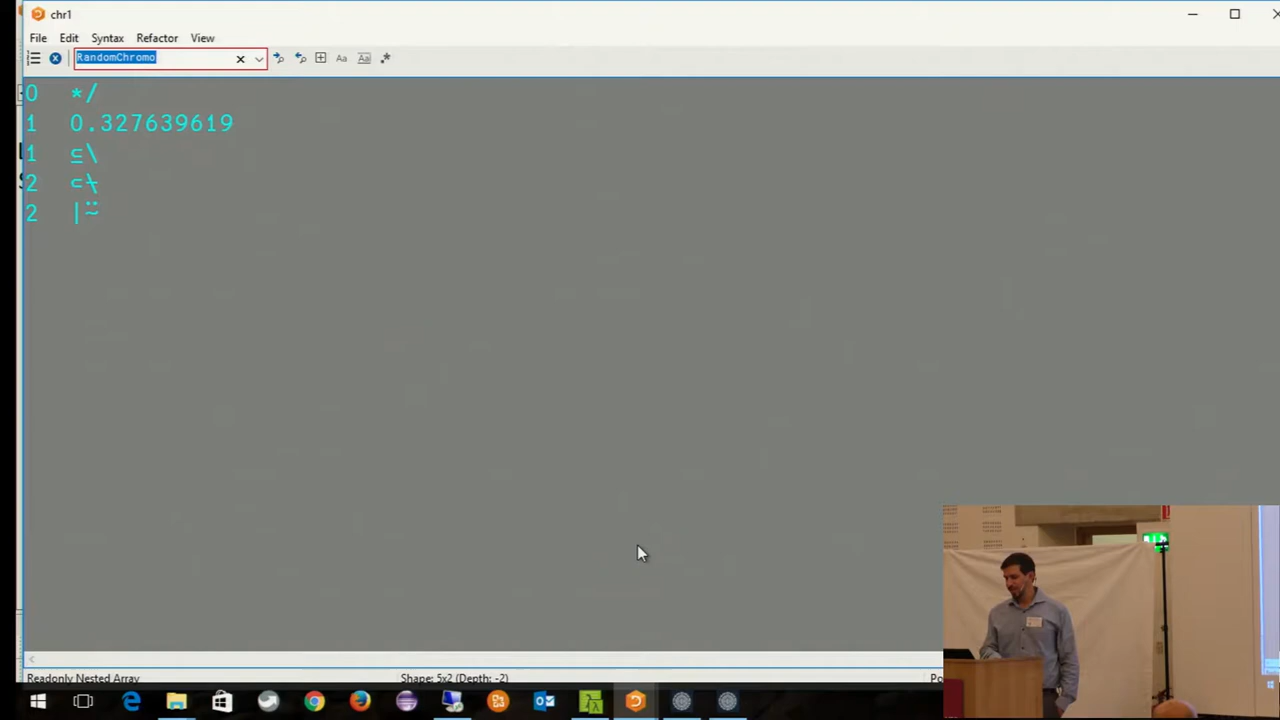 chr1
File Edit Syntax Refactor View
RandomChromo
0 */
1 0.327639619
1 ⊆\
2 ⊂⍀
2 |⍨
Readonly Nested Array Shape: 5x2 (Depth: -2) Po